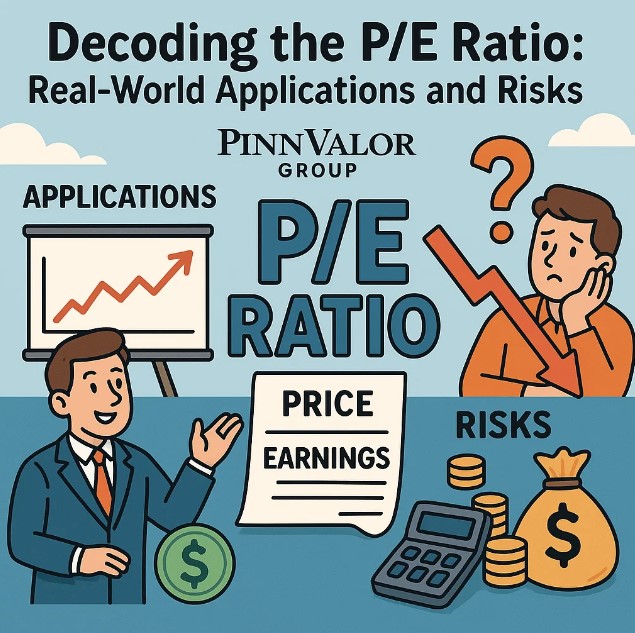 Decoding the P/E Ratio:
Real-World Applications and Risks
PINNVALOR
GROUP
APPLICATIONS
P/E
RATIO
?
PRICE
EARNINGS
RISKS
$
$